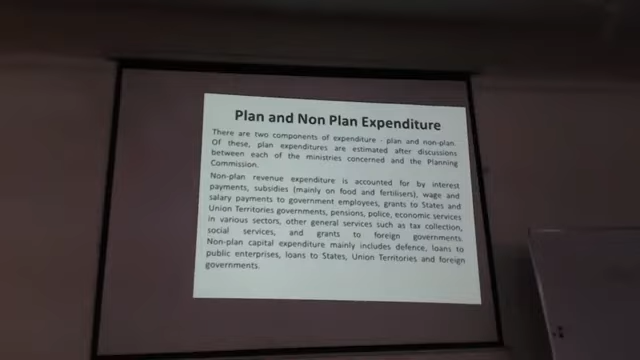 Plan and Non Plan Expenditure
There are two components of expenditure - plan and non-plan.
Of these, plan expenditures are estimated after discussions
between each of the ministries concerned and the Planning
Commission.
Non-plan revenue expenditure is accounted for by interest
payments, subsidies (mainly on food and fertilisers), wage and
salary payments to government employees, grants to States and
Union Territories governments, pensions, police, economic services
in various sectors, other general services such as tax collection,
social services, and grants to foreign governments.
Non-plan capital expenditure mainly includes defence, loans to
public enterprises, loans to States, Union Territories and foreign
governments.